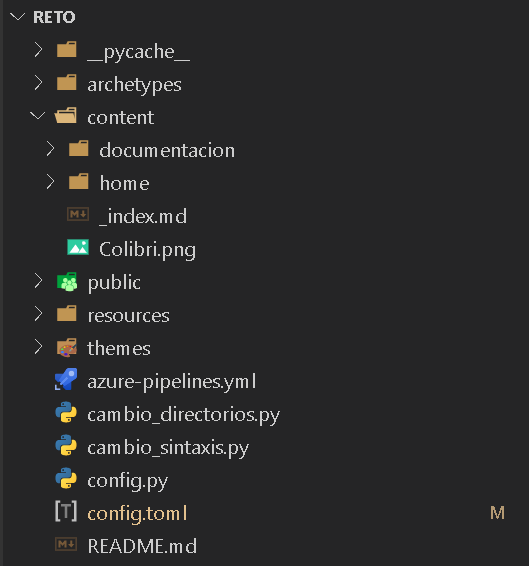 RETO
__pycache__
archetypes
content
documentacion
home
_index.md
Colibri.png
public
resources
themes
azure-pipelines.yml
cambio_directorios.py
cambio_sintaxis.py
config.py
[T] config.toml M
README.md